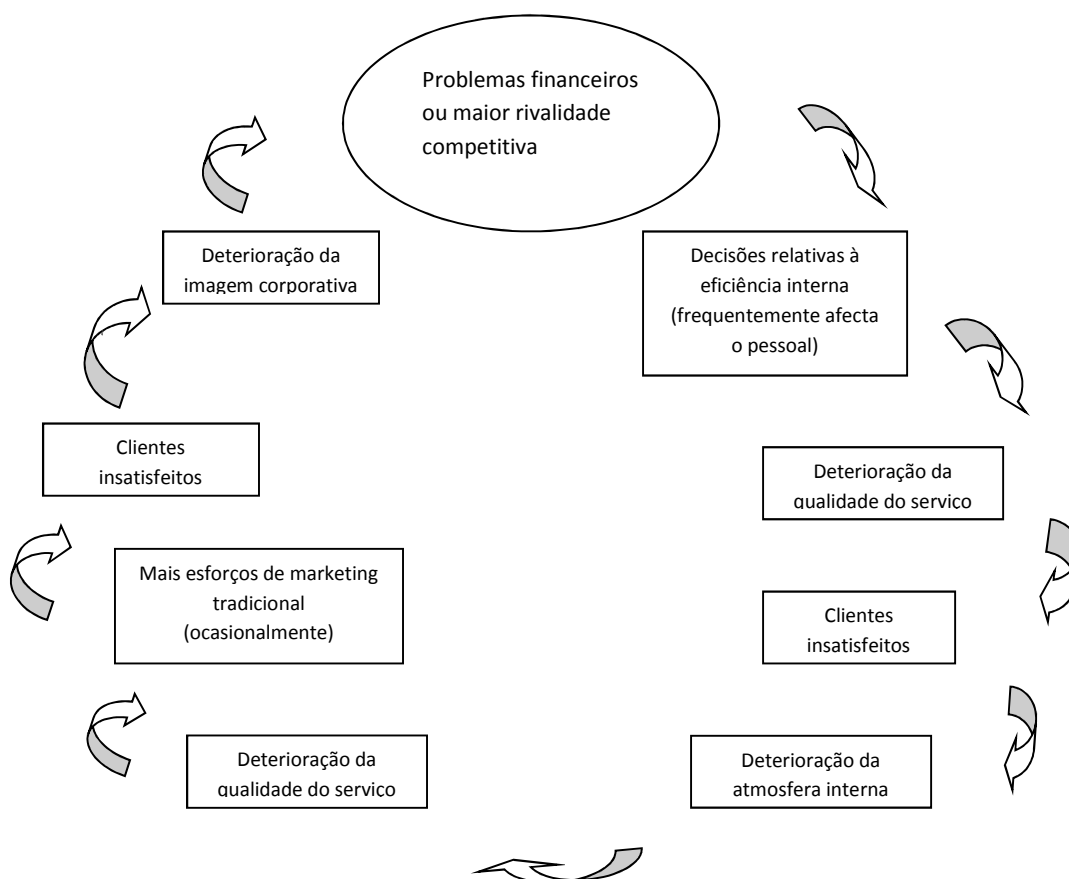 Problemas financeiros
ou maior rivalidade
competitiva
Decisões relativas à
eficiência interna
(frequentemente afecta
o pessoal)
Deterioração da
qualidade do serviço
Clientes
insatisfeitos
Deterioração da
atmosfera interna
Deterioração da
qualidade do serviço
Mais esforços de marketing
tradicional
(ocasionalmente)
Clientes
insatisfeitos
Deterioração da
imagem corporativa